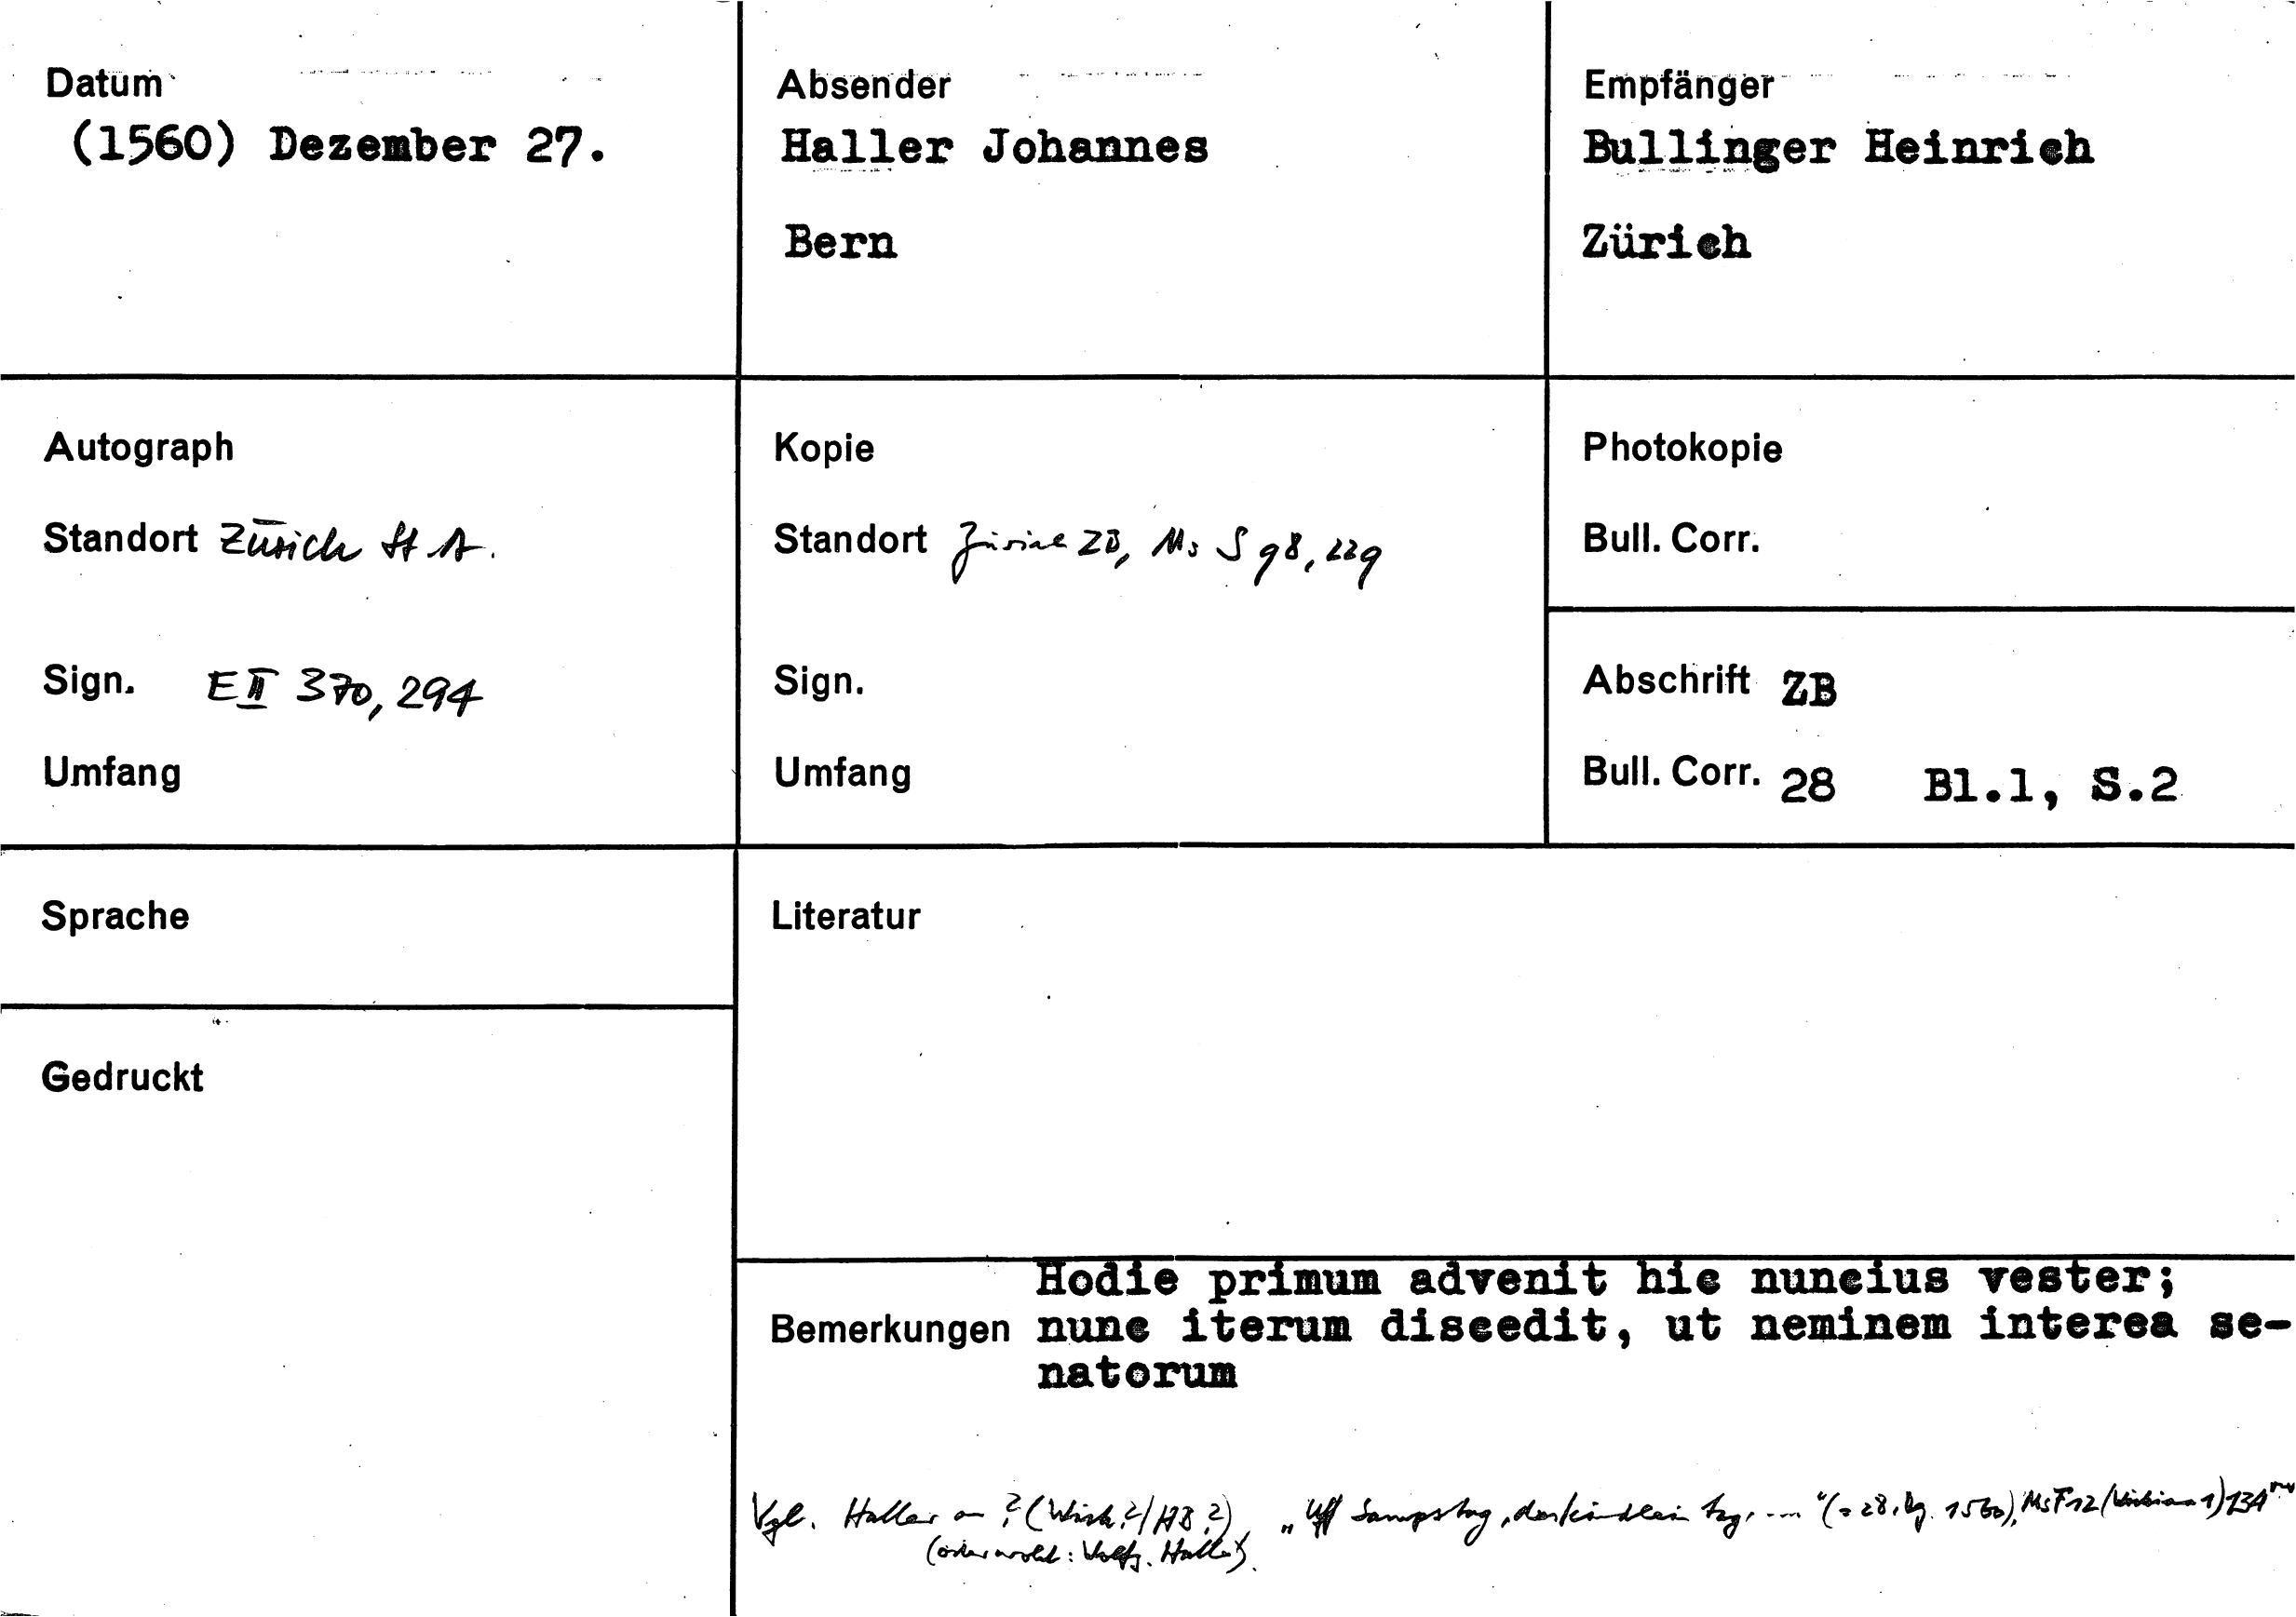 Datum
(1560) Dezember 27.
Absender
Haller Johannes
Bern
Empfänger
Bullinger Heinrich
Zürich
Autograph
Standort Zürich StA.
Sign. EII 370, 294
Umfang
Kopie
Standort Zürich ZB, Ms S 98, 229
Sign.
Umfang
Photokopie
Bull. Corr.
Abschrift ZB
Bull. Corr. 28 Bl.1, S.2
Sprache
Gedruckt
Literatur
Bemerkungen
Hodie primum advenit hic nuncius vester;
nunc iterum discedit, ut neminem interea se-
natorum
Vgl. Haller an ? (Wick?/HB?), „Uff Sampstag, der kindlein tag, ..." (= 28. Dz. 1560), Ms F 12 (Wickiana 1) 134
(oder wohl: Wolfg. Haller).